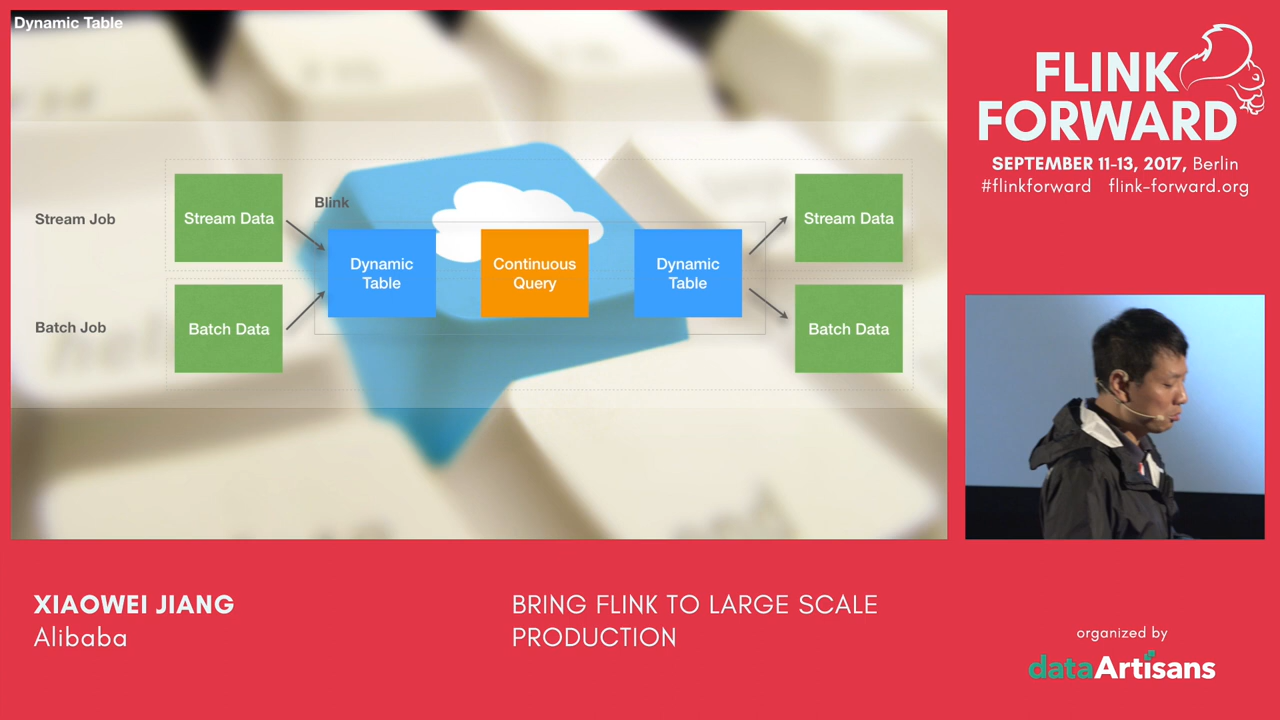 Dynamic Table
Stream Job
Stream Data
Blink
Dynamic
Table
Continuous
Query
Dynamic
Table
Stream Data
Batch Job
Batch Data
Batch Data
FLINK
FORWARD
SEPTEMBER 11-13, 2017, Berlin
#flinkforward flink-forward.org
XIAOWEI JIANG
Alibaba
BRING FLINK TO LARGE SCALE
PRODUCTION
organized by
dataArtisans